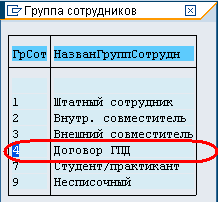 Группа сотрудников
ГрСот НазванГруппСотрудн
1 Штатный сотрудник
2 Внутр. совместитель
3 Внешний совместитель
4 Договор ГПД
7 Студент/практикант
9 Несписочный